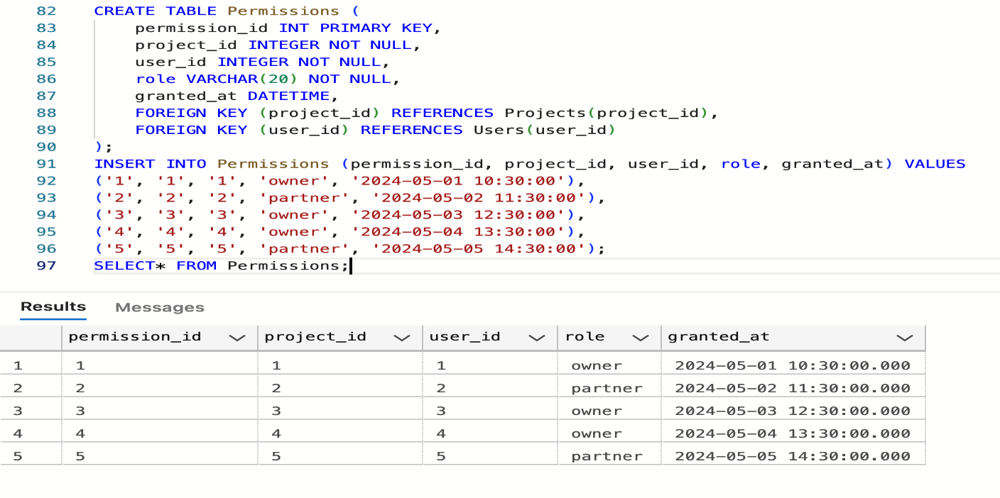 82 CREATE TABLE Permissions (
83 permission_id INT PRIMARY KEY,
84 project_id INTEGER NOT NULL,
85 user_id INTEGER NOT NULL,
86 role VARCHAR(20) NOT NULL,
87 granted_at DATETIME,
88 FOREIGN KEY (project_id) REFERENCES Projects(project_id),
89 FOREIGN KEY (user_id) REFERENCES Users(user_id)
90 );
91 INSERT INTO Permissions (permission_id, project_id, user_id, role, granted_at) VALUES
92 ('1', '1', '1', 'owner', '2024-05-01 10:30:00'),
93 ('2', '2', '2', 'partner', '2024-05-02 11:30:00'),
94 ('3', '3', '3', 'owner', '2024-05-03 12:30:00'),
95 ('4', '4', '4', 'owner', '2024-05-04 13:30:00'),
96 ('5', '5', '5', 'partner', '2024-05-05 14:30:00');
97 SELECT* FROM Permissions;
Results Messages
permission_id project_id user_id role granted_at
1 1 1 1 owner 2024-05-01 10:30:00.000
2 2 2 2 partner 2024-05-02 11:30:00.000
3 3 3 3 owner 2024-05-03 12:30:00.000
4 4 4 4 owner 2024-05-04 13:30:00.000
5 5 5 5 partner 2024-05-05 14:30:00.000